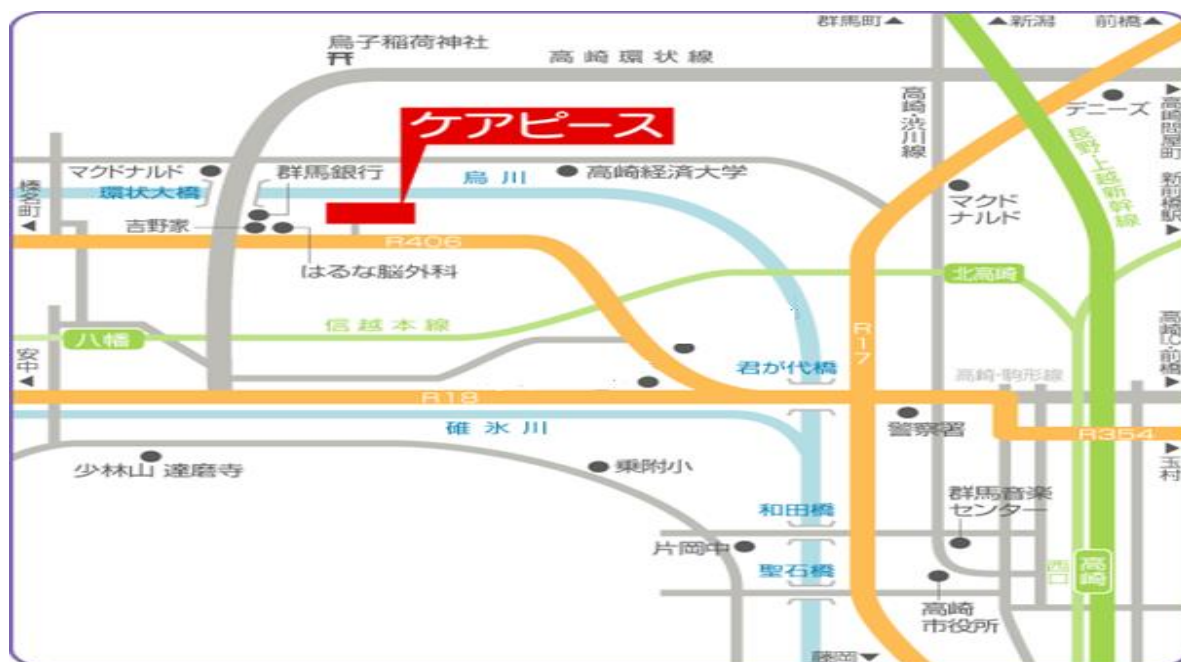 群馬町▲
▲新潟
前橋▲
烏子稲荷神社
高崎環状線
高崎・渋川線
デニーズ
▶高崎問屋町
新前橋駅▶
長野・上越新幹線
ケアピース
マクドナルド
環状大橋
群馬銀行
烏川
高崎経済大学
マクド
ナルド
榛名町
◀
吉野家
R406
はるな脳外科
北高崎
信越本線
八幡
安中
◀
R17
君が代橋
高崎・駒形線
高崎I.C・前橋
▶
R18
碓氷川
警察署
R354
▶玉村
少林山 達磨寺
乗附小
和田橋
群馬音楽
センター
片岡中
聖石橋
西口
高崎
高崎
市役所
藤岡▼